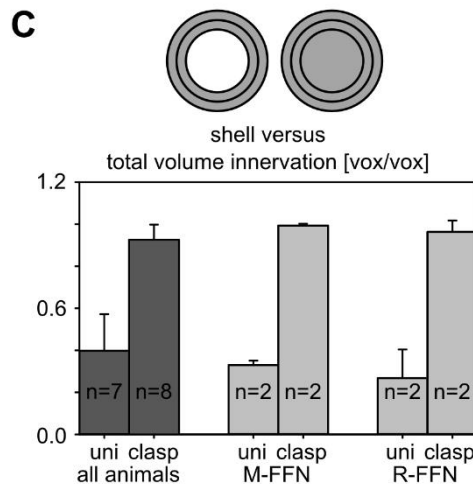 C
shell versus
total volume innervation [vox/vox]
1.2
0.6
0.0
n=7 n=8 n=2 n=2 n=2 n=2
uni clasp uni clasp uni clasp
all animals M-FFN R-FFN